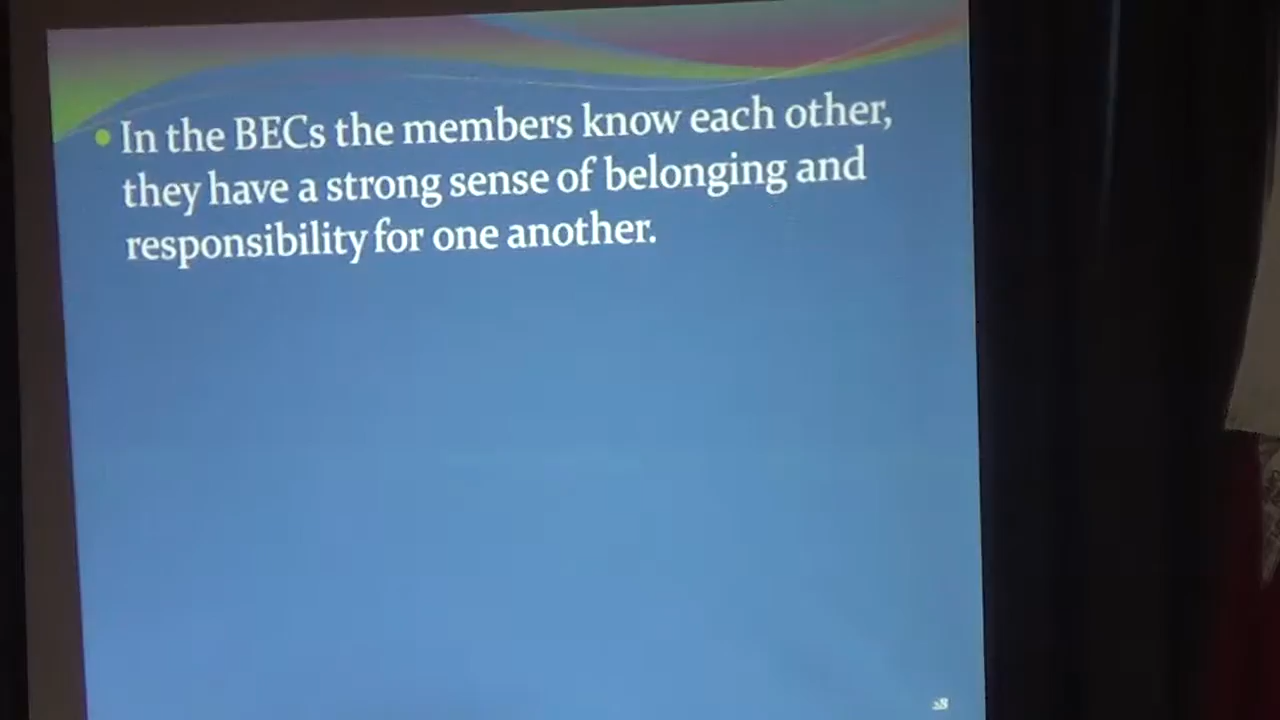 • In the BECs the members know each other,
they have a strong sense of belonging and
responsibility for one another.
28